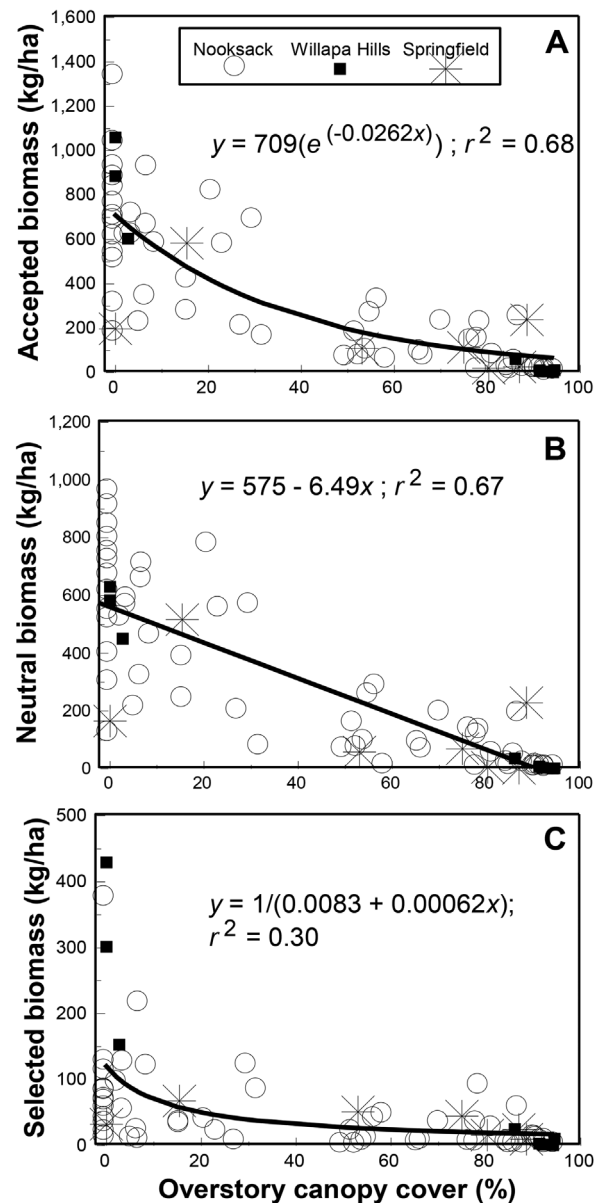 A
Nooksack Willapa Hills Springfield
y = 709(e^(-0.0262x)) ; r^2 = 0.68
Accepted biomass (kg/ha)
1,600
1,400
1,200
1,000
800
600
400
200
0
0 20 40 60 80 100
B
y = 575 - 6.49x ; r^2 = 0.67
Neutral biomass (kg/ha)
1,200
1,000
800
600
400
200
0
0 20 40 60 80 100
C
y = 1/(0.0083 + 0.00062x);
r^2 = 0.30
Selected biomass (kg/ha)
500
400
300
200
100
0
0 20 40 60 80 100
Overstory canopy cover (%)